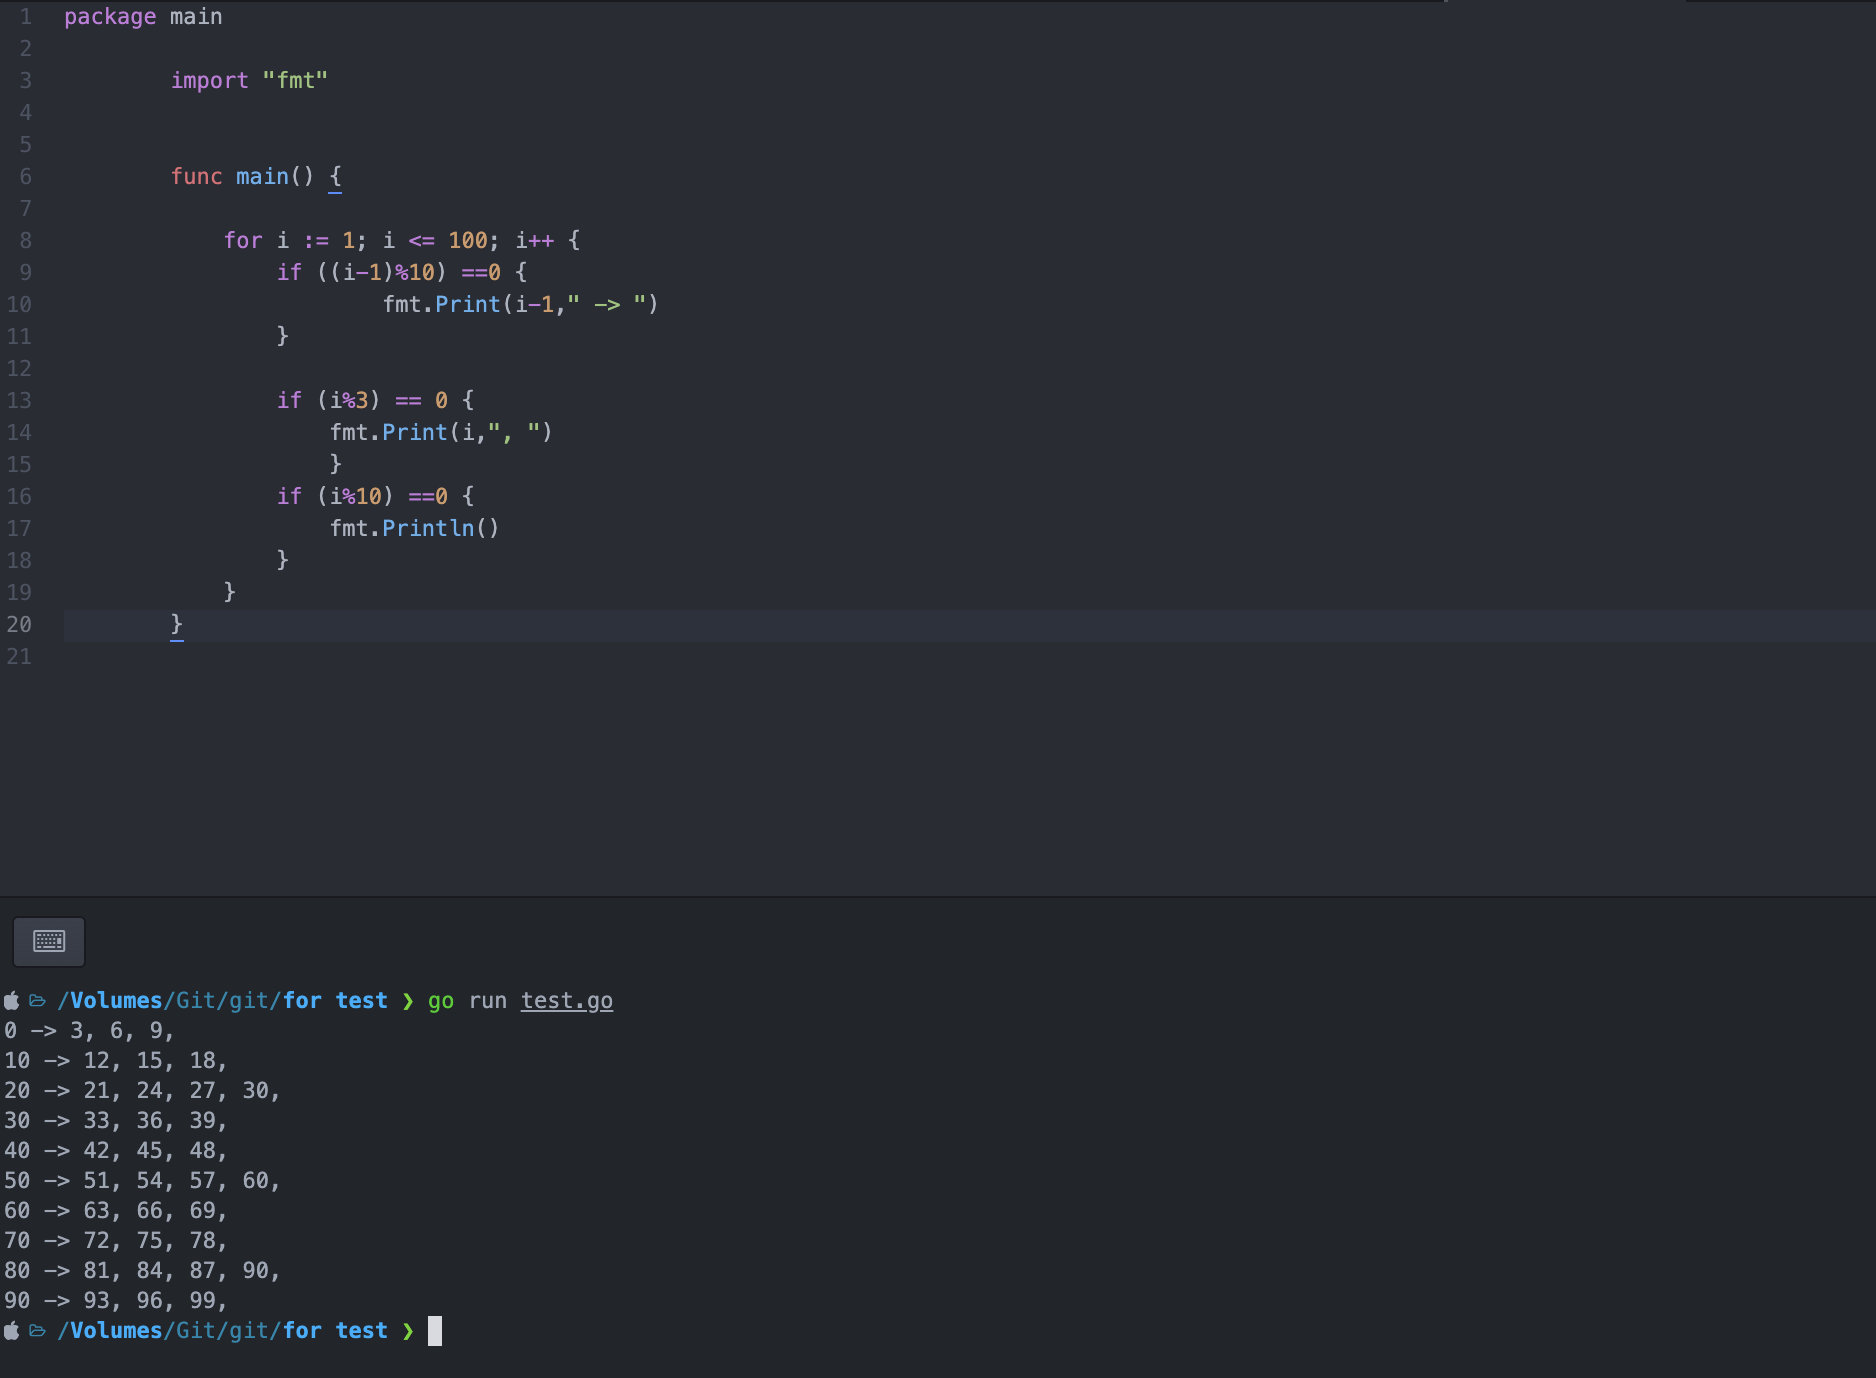 1 package main
2
3 import "fmt"
4
5
6 func main() {
7
8 for i := 1; i <= 100; i++ {
9 if ((i-1)%10) ==0 {
10 fmt.Print(i-1," -> ")
11 }
12
13 if (i%3) == 0 {
14 fmt.Print(i,", ")
15 }
16 if (i%10) ==0 {
17 fmt.Println()
18 }
19 }
20 }
21
/Volumes/Git/git/for test ❯ go run test.go
0 -> 3, 6, 9,
10 -> 12, 15, 18,
20 -> 21, 24, 27, 30,
30 -> 33, 36, 39,
40 -> 42, 45, 48,
50 -> 51, 54, 57, 60,
60 -> 63, 66, 69,
70 -> 72, 75, 78,
80 -> 81, 84, 87, 90,
90 -> 93, 96, 99,
/Volumes/Git/git/for test ❯